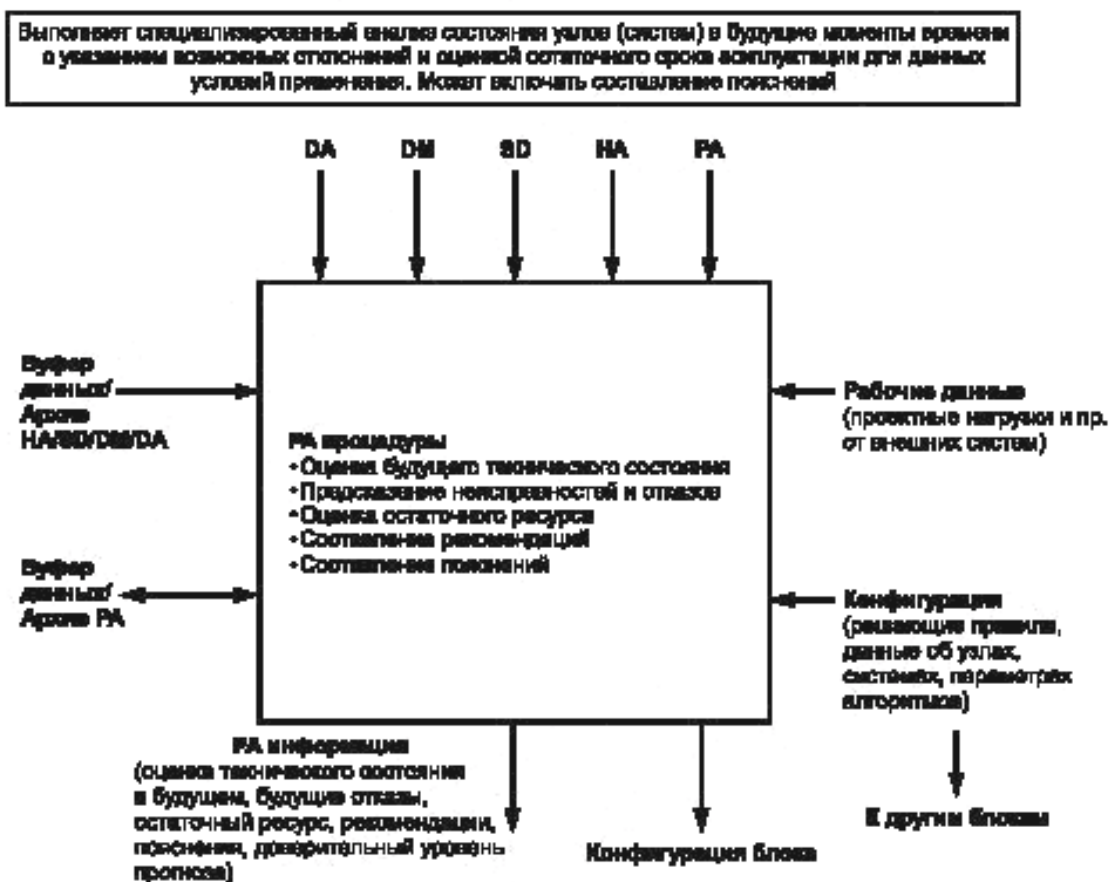 Выполняет специализированный анализ состояния узлов (систем) в будущие моменты времени
с указанием возможных отклонений и оценкой остаточного срока эксплуатации для данных
условий применения. Может включать составление пояснений
DA DM SD HA PA
Буфер
данных/
Архив
HA/SD/DM/DA
Рабочие данные
(проектные нагрузки и пр.
от внешних систем)
PA процедуры
•Оценка будущего технического состояния
•Предсказание неисправностей и отказов
•Оценка остаточного ресурса
•Составление рекомендаций
•Составление пояснений
Буфер
данных/
Архив PA
Конфигурация
(решающие правила,
данные об узлах,
системах, параметрах
алгоритмов)
PA информация
(оценка технического состояния
в будущем, будущие отказы,
остаточный ресурс, рекомендации,
пояснения, доверительный уровень
прогноза)
Конфигурация блока
К другим блокам